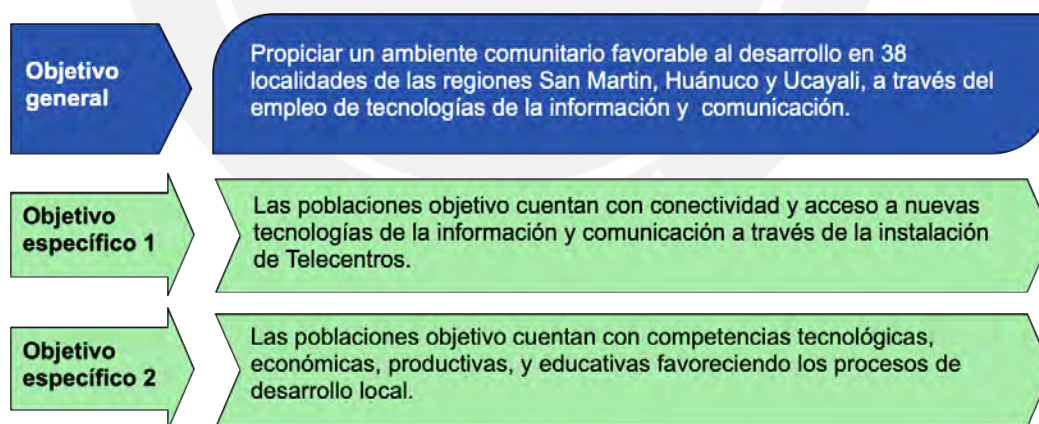 Objetivo
general
Propiciar un ambiente comunitario favorable al desarrollo en 38
localidades de las regiones San Martin, Huánuco y Ucayali, a través del
empleo de tecnologías de la información y comunicación.
Objetivo
específico 1
Las poblaciones objetivo cuentan con conectividad y acceso a nuevas
tecnologías de la información y comunicación a través de la instalación
de Telecentros.
Objetivo
específico 2
Las poblaciones objetivo cuentan con competencias tecnológicas,
económicas, productivas, y educativas favoreciendo los procesos de
desarrollo local.